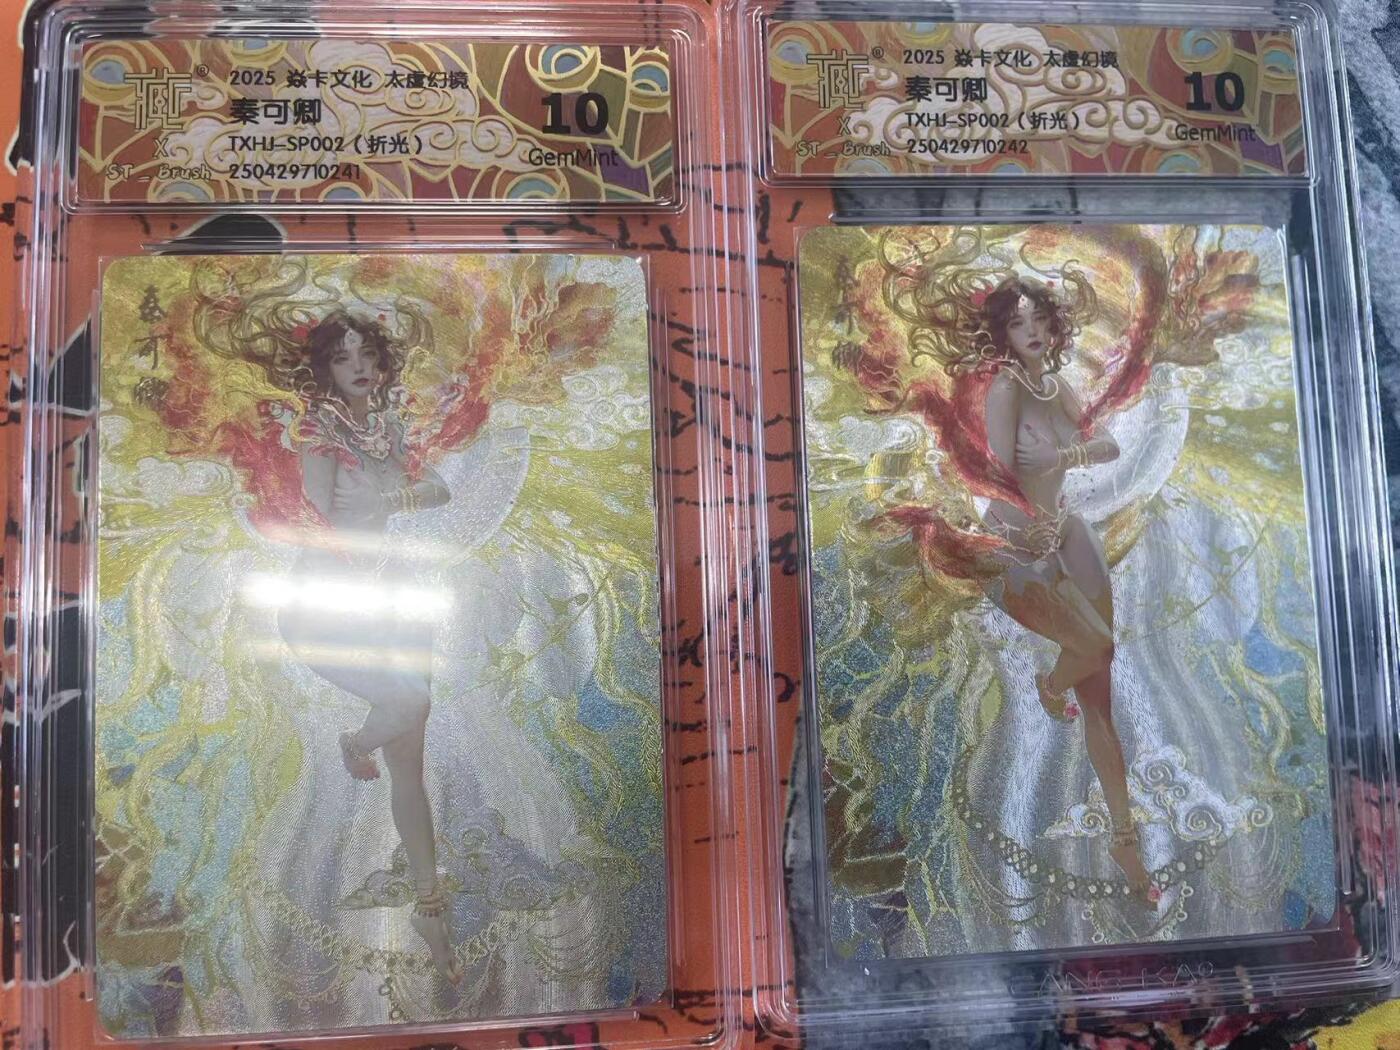 2025 焱卡文化 太虚幻境
秦可卿
TXHJ-SP002（折光）
250429710241
10
GemMint
X
ST_Brush
秦可卿
2025 焱卡文化 太虚幻境
秦可卿
TXHJ-SP002（折光）
250429710242
10
GemMint
X
ST_Brush
秦可卿
ANG KAO